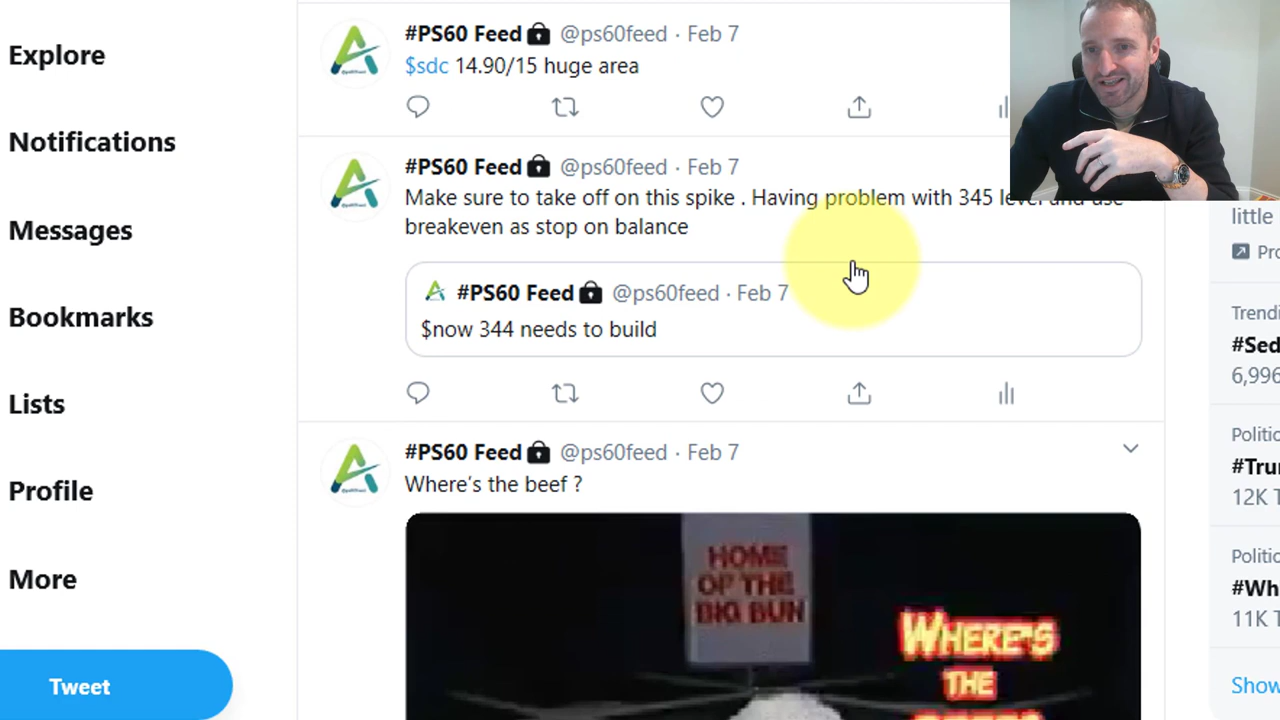 Explore
Notifications
Messages
Bookmarks
Lists
Profile
More
Tweet
#PS60 Feed @ps60feed · Feb 7
$sdc 14.90/15 huge area
#PS60 Feed @ps60feed · Feb 7
Make sure to take off on this spike . Having problem with 345 level and use
breakeven as stop on balance
#PS60 Feed @ps60feed · Feb 7
$now 344 needs to build
#PS60 Feed @ps60feed · Feb 7
Where's the beef ?
HOME
OF THE
BIG BUN
WHERE'S
THE
little
Pro
Trendi
#Sed
6,996
Politic
#Tru
12K T
Politic
#Wh
11K T
Show